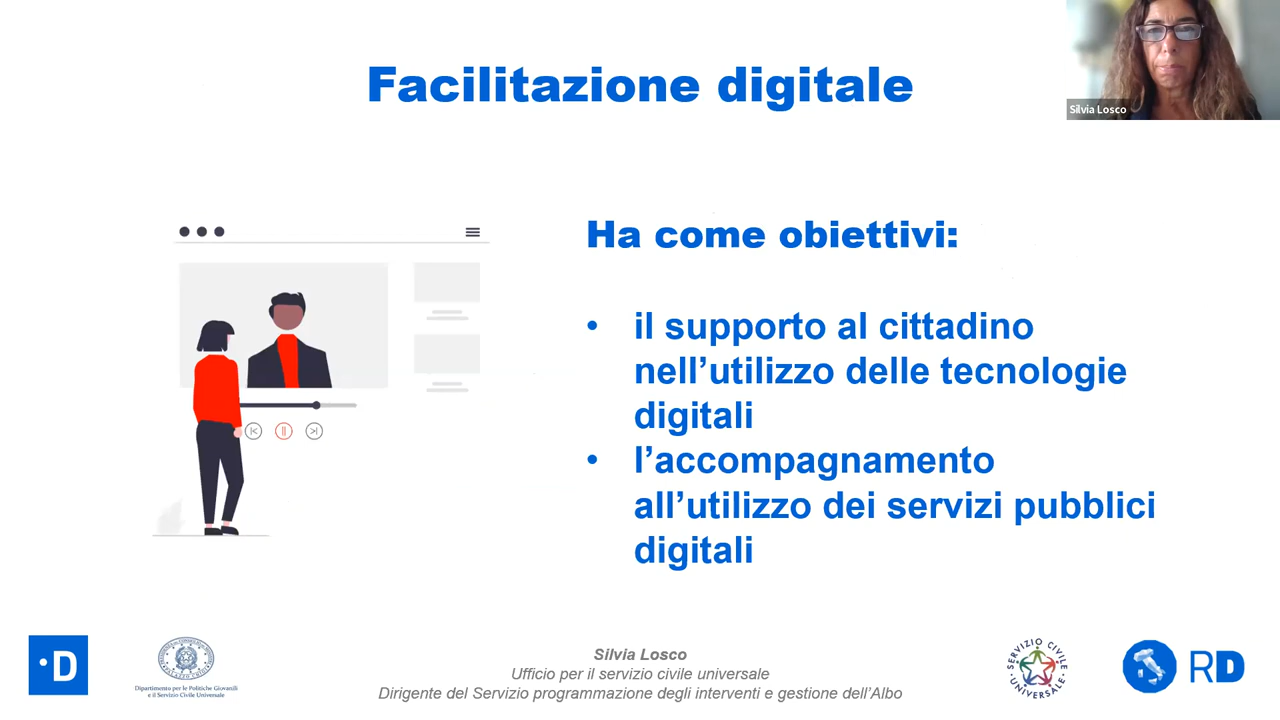 Facilitazione digitale
Silvia Losco
Ha come obiettivi:
• il supporto al cittadino
nell’utilizzo delle tecnologie
digitali
• l’accompagnamento
all’utilizzo dei servizi pubblici
digitali
D
Dipartimento per le Politiche Giovanili
e il Servizio Civile Universale
Silvia Losco
Ufficio per il servizio civile universale
Dirigente del Servizio programmazione degli interventi e gestione dell’Albo
SERVIZIO CIVILE
UNIVERSALE
RD